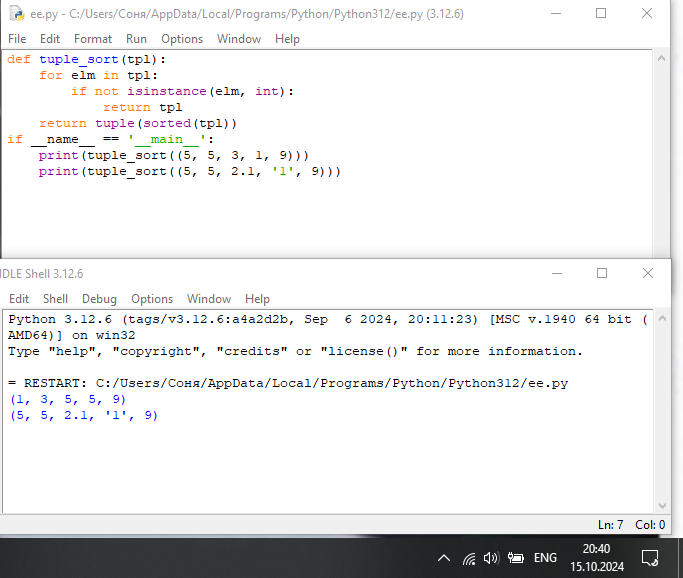 ee.py - C:/Users/Соня/AppData/Local/Programs/Python/Python312/ee.py (3.12.6)
File Edit Format Run Options Window Help
def tuple_sort(tpl):
    for elm in tpl:
        if not isinstance(elm, int):
            return tpl
    return tuple(sorted(tpl))
if __name__ == '__main__':
    print(tuple_sort((5, 5, 3, 1, 9)))
    print(tuple_sort((5, 5, 2.1, '1', 9)))
IDLE Shell 3.12.6
Edit Shell Debug Options Window Help
Python 3.12.6 (tags/v3.12.6:a4a2d2b, Sep  6 2024, 20:11:23) [MSC v.1940 64 bit (
AMD64)] on win32
Type "help", "copyright", "credits" or "license()" for more information.
= RESTART: C:/Users/Соня/AppData/Local/Programs/Python/Python312/ee.py
(1, 3, 5, 5, 9)
(5, 5, 2.1, '1', 9)
Ln: 7 Col: 0
ENG
20:40
15.10.2024